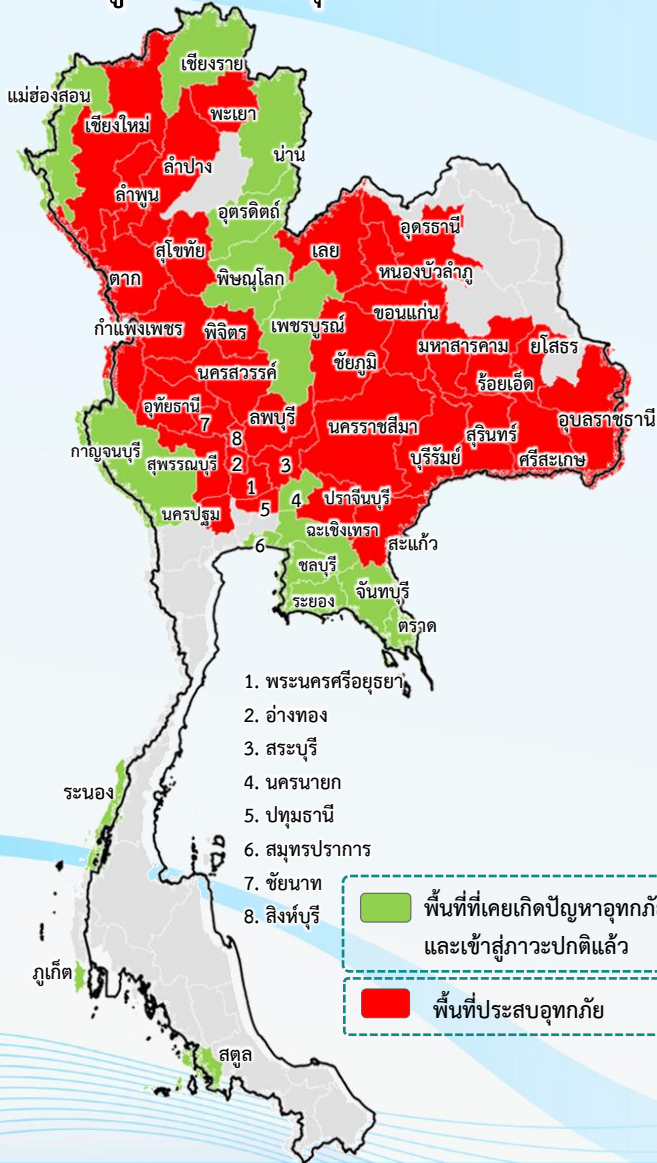 เชียงราย
แม่ฮ่องสอน
พะเยา
เชียงใหม่
น่าน
ลำปาง
ลำพูน
อุตรดิตถ์
อุดรธานี
สุโขทัย
เลย
หนองบัวลำภู
ตาก
พิษณุโลก
ขอนแก่น
กำแพงเพชร
พิจิตร
เพชรบูรณ์
มหาสารคาม
ยโสธร
ชัยภูมิ
นครสวรรค์
ร้อยเอ็ด
อุทัยธานี
ลพบุรี
อุบลราชธานี
7
นครราชสีมา
สุรินทร์
8
กาญจนบุรี
สุพรรณบุรี
2
3
บุรีรัมย์
ศรีสะเกษ
1
4
ปราจีนบุรี
นครปฐม
5
ฉะเชิงเทรา
6
สะแก้ว
ชลบุรี
จันทบุรี
ระยอง
ตราด
1. พระนครศรีอยุธยา
2. อ่างทอง
3. สระบุรี
4. นครนายก
5. ปทุมธานี
6. สมุทรปราการ
7. ชัยนาท
8. สิงห์บุรี
ระนอง
ภูเก็ต
สตูล
พื้นที่ที่เคยเกิดปัญหาอุทกภัย
และเข้าสู่ภาวะปกติแล้ว
พื้นที่ประสบอุทกภัย